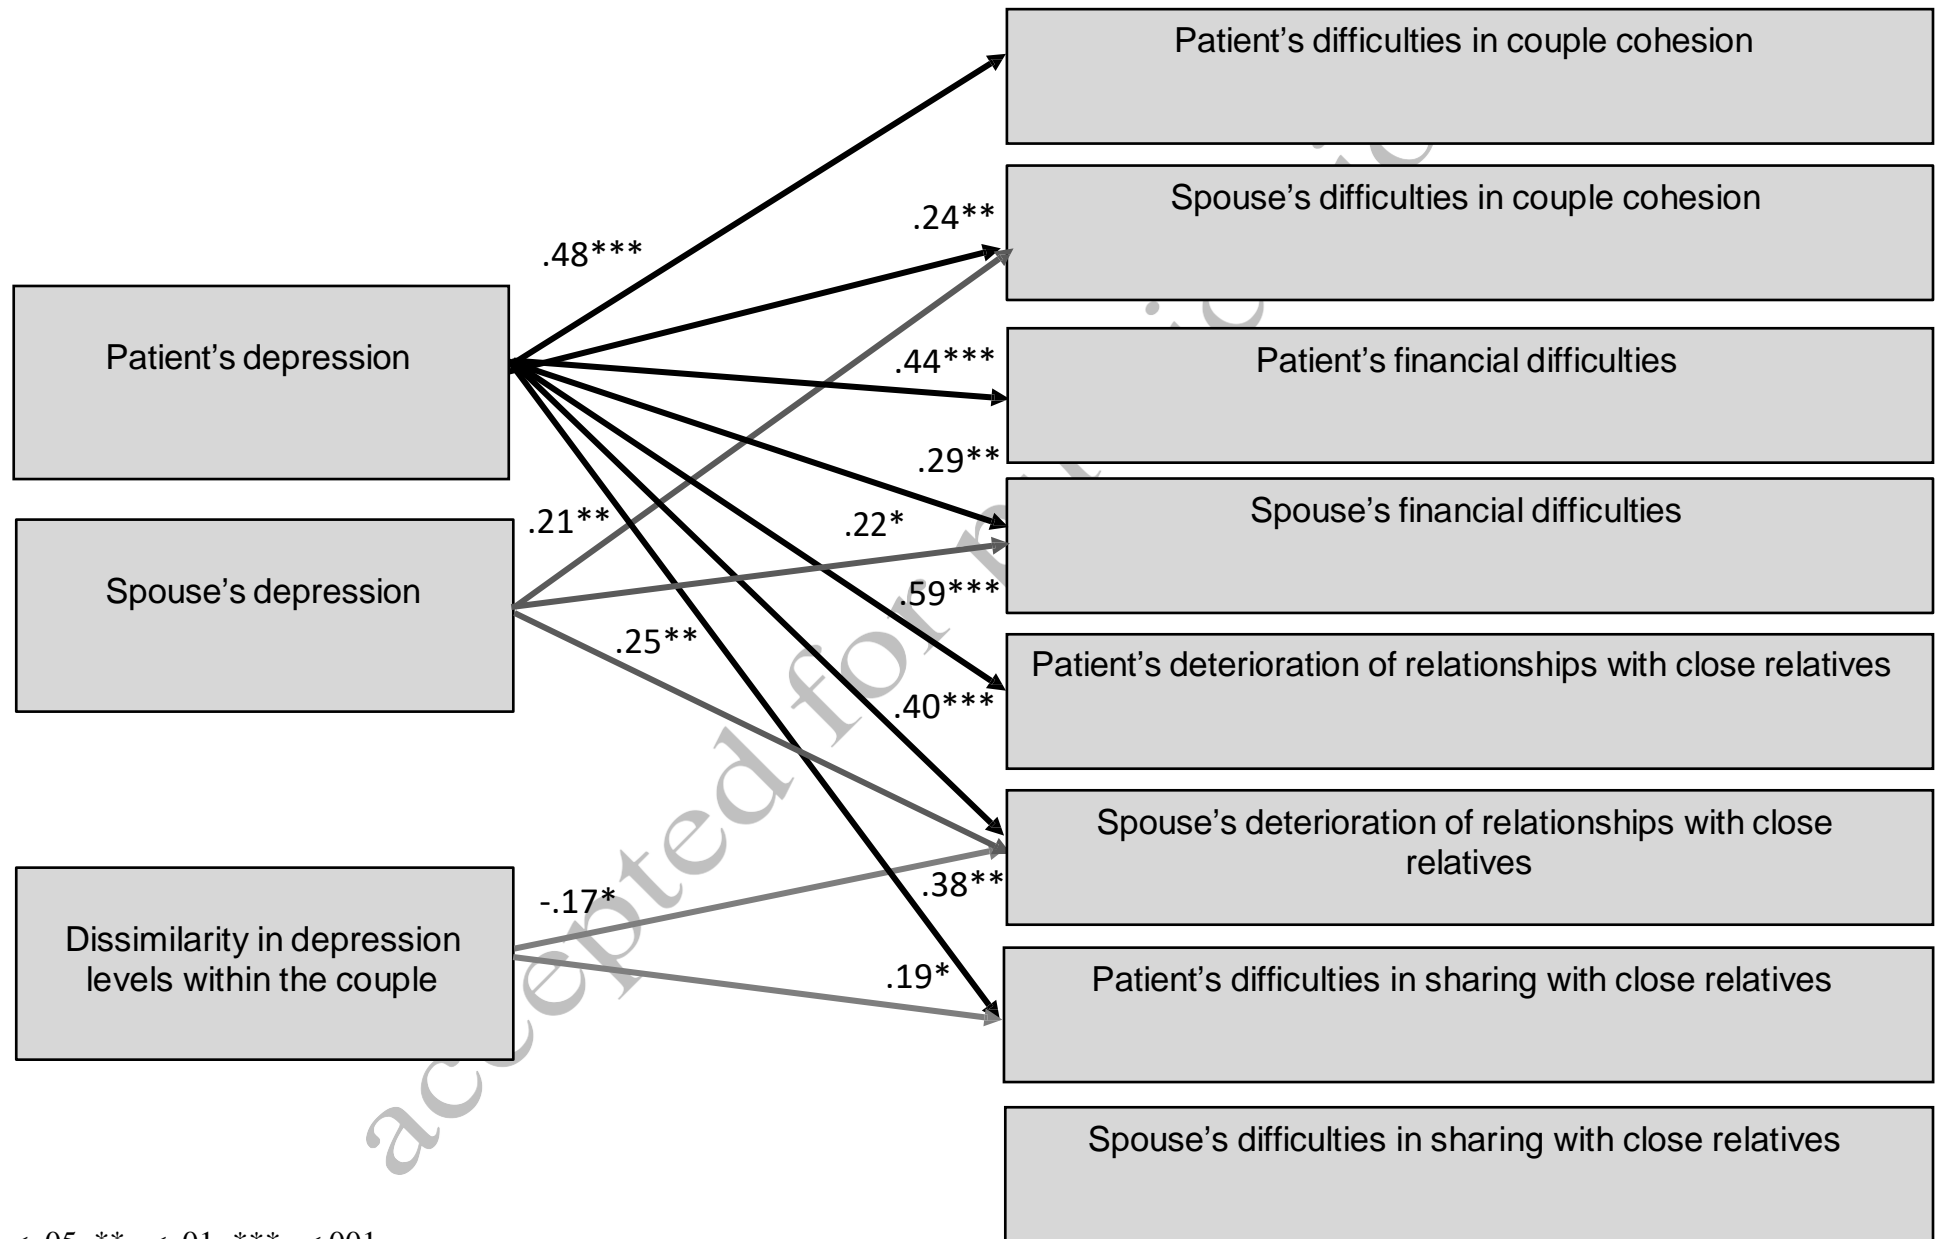 Patient's difficulties in couple cohesion
Spouse's difficulties in couple cohesion
.24**
.48***
Patient's depression
.44***
Patient's financial difficulties
.29**
Spouse's financial difficulties
.21**
.22*
Spouse's depression
.59***
.25**
Patient's deterioration of relationships with close relatives
.40***
Spouse's deterioration of relationships with close
relatives
.38**
-.17*
Dissimilarity in depression
levels within the couple
.19*
Patient's difficulties in sharing with close relatives
Spouse's difficulties in sharing with close relatives
accepted for